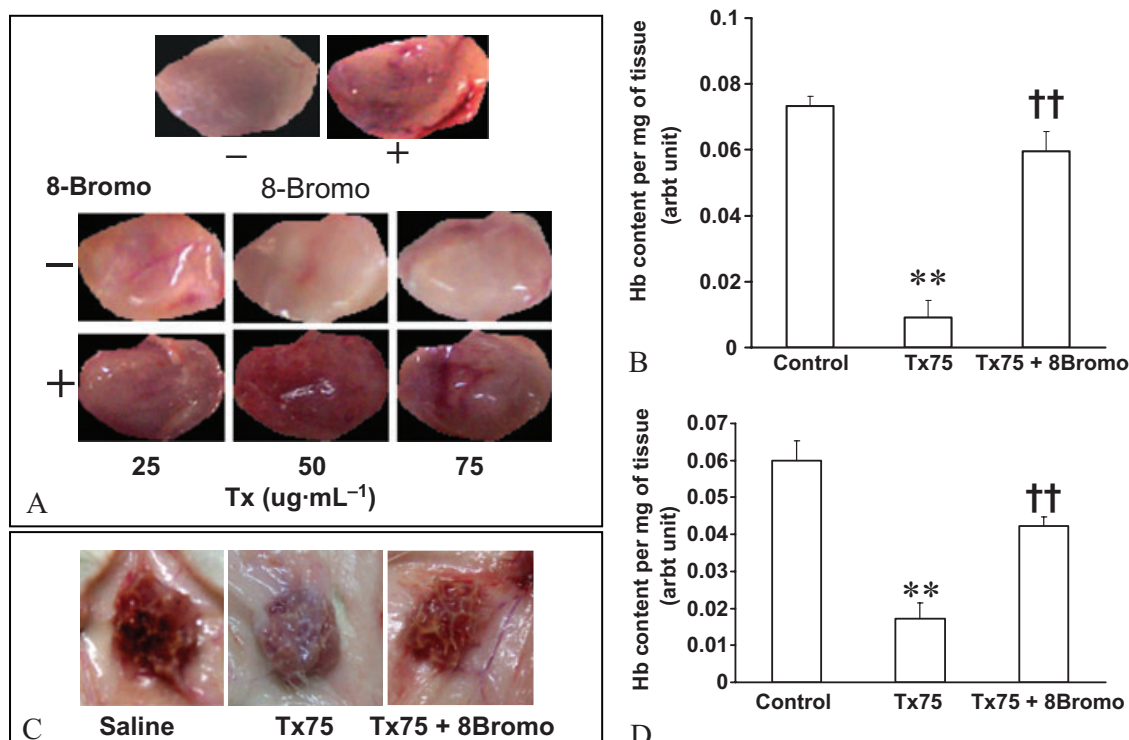 − +
8-Bromo 8-Bromo
−
+
25 50 75
Tx (ug·mL⁻¹)
A
Saline Tx75 Tx75 + 8Bromo
C
Hb content per mg of tissue
(arbt unit)
0.1
0.08
0.06
0.04
0.02
0
**
††
Control Tx75 Tx75 + 8Bromo
B
Hb content per mg of tissue
(arbt unit)
0.07
0.06
0.05
0.04
0.03
0.02
0.01
0
**
††
Control Tx75 Tx75 + 8Bromo
D